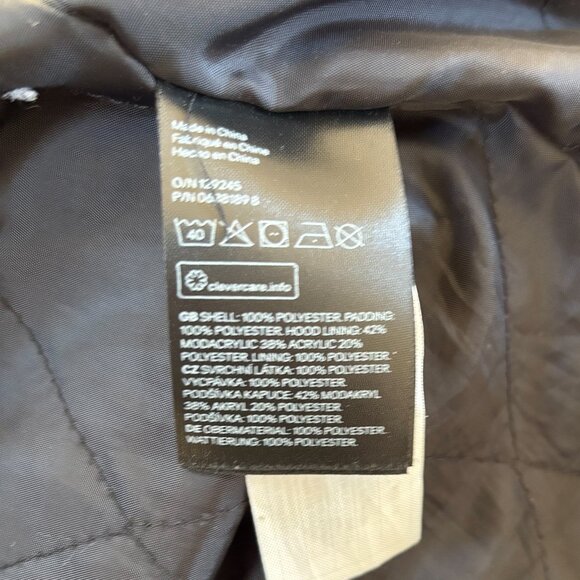 Made in China
Fabriqué en Chine
Hecho en China
O/N 129245
40
clevercare.info
GB SHELL: 100% POLYESTER. PADDING:
100% POLYESTER. HOOD LINING: 42%
MODACRYLIC 38% ACRYLIC 20%
POLYESTER. LINING: 100% POLYESTER.
CZ SVRCHNÍ LÁTKA: 100% POLYESTER.
VYCPÁVKA: 100% POLYESTER.
PODŠÍVKA KAPUCE: 42% MODAKRYL
38% AKRYL 20% POLYESTER.
PODŠÍVKA: 100% POLYESTER.
DE OBERMATERIAL: 100% POLYESTER.
WATTIERUNG: 100% POLYESTER.